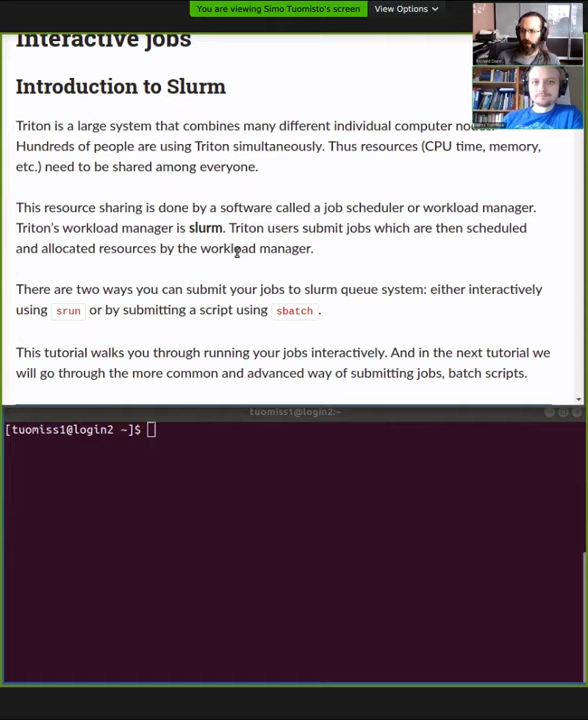 You are viewing Simo Tuomisto's screen
View Options
Interactive jobs
Introduction to Slurm
Triton is a large system that combines many different individual computer nodes.
Hundreds of people are using Triton simultaneously. Thus resources (CPU time, memory,
etc.) need to be shared among everyone.
This resource sharing is done by a software called a job scheduler or workload manager.
Triton's workload manager is slurm. Triton users submit jobs which are then scheduled
and allocated resources by the workload manager.
There are two ways you can submit your jobs to slurm queue system: either interactively
using srun or by submitting a script using sbatch.
This tutorial walks you through running your jobs interactively. And in the next tutorial we
will go through the more common and advanced way of submitting jobs, batch scripts.
tuomiss1@login2:~
[tuomiss1@login2 ~]$